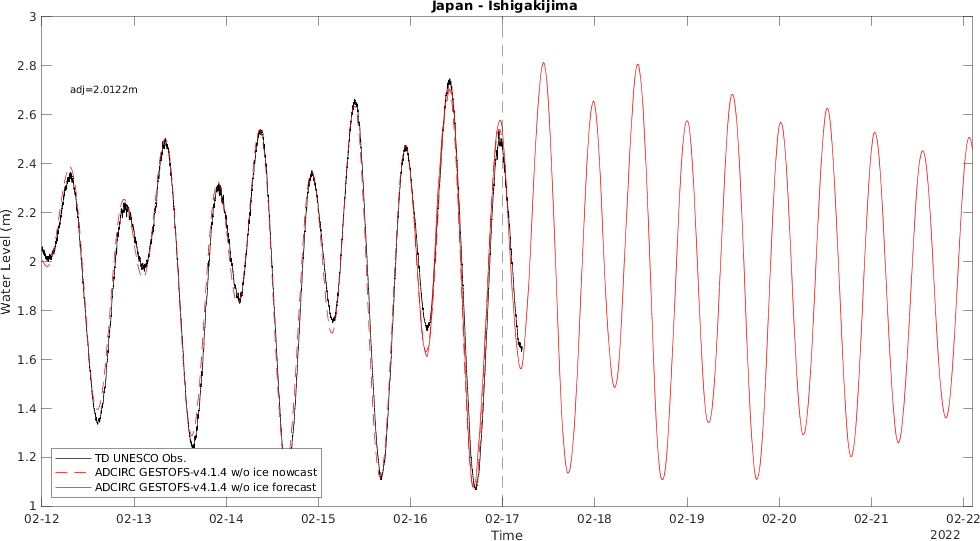 Japan - Ishigakijima
3
2.8
adj=2.0122m
2.6
2.4
2.2
2
1.8
1.6
1.4
1.2
1
Water Level (m)
TD UNESCO Obs.
ADCIRC GESTOFS-v4.1.4 w/o ice nowcast
ADCIRC GESTOFS-v4.1.4 w/o ice forecast
02-12 02-13 02-14 02-15 02-16 02-17 02-18 02-19 02-20 02-21 02-22
Time
2022